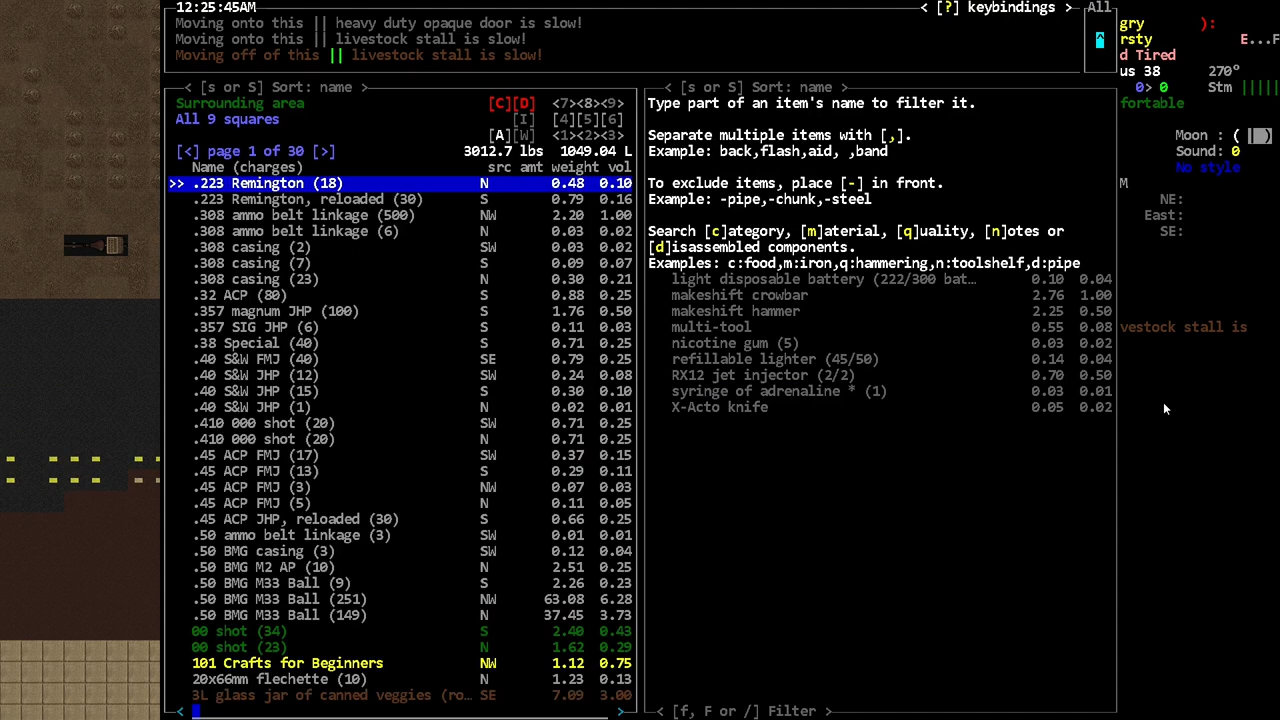 12:25:45AM
< [?] keybindings >
All
Moving onto this || heavy duty opaque door is slow!
Moving onto this || livestock stall is slow!
Moving off of this || livestock stall is slow!
^
gry ):
rsty E...F
d Tired
us 38 270°
0> 0 Stm |||||
fortable
Moon : ( |)
Sound: 0
No style
M NE:
East:
SE:
vestock stall is
< [s or S] Sort: name >
Surrounding area [C][D] <7><8><9>
All 9 squares [I] [4][5][6]
[A][W] <1><2><3>
[<] page 1 of 30 [>] 3012.7 lbs 1049.04 L
Name (charges) src amt weight vol
>> .223 Remington (18) N 0.48 0.10
.223 Remington, reloaded (30) S 0.79 0.16
.308 ammo belt linkage (500) NW 2.20 1.00
.308 ammo belt linkage (6) N 0.03 0.02
.308 casing (2) SW 0.03 0.02
.308 casing (7) S 0.09 0.07
.308 casing (23) N 0.30 0.21
.32 ACP (80) S 0.88 0.25
.357 magnum JHP (100) S 1.76 0.50
.357 SIG JHP (6) S 0.11 0.03
.38 Special (40) S 0.71 0.25
.40 S&W FMJ (40) SE 0.79 0.25
.40 S&W JHP (12) SW 0.24 0.08
.40 S&W JHP (15) S 0.30 0.10
.40 S&W JHP (1) N 0.02 0.01
.410 000 shot (20) SW 0.71 0.25
.410 000 shot (20) N 0.71 0.25
.45 ACP FMJ (17) SW 0.37 0.15
.45 ACP FMJ (13) S 0.29 0.11
.45 ACP FMJ (3) NW 0.07 0.03
.45 ACP FMJ (5) N 0.11 0.05
.45 ACP JHP, reloaded (30) S 0.66 0.25
.50 ammo belt linkage (3) SW 0.01 0.01
.50 BMG casing (3) SW 0.12 0.04
.50 BMG M2 AP (10) N 2.51 0.25
.50 BMG M33 Ball (9) S 2.26 0.23
.50 BMG M33 Ball (251) NW 63.08 6.28
.50 BMG M33 Ball (149) N 37.45 3.73
00 shot (34) S 2.40 0.43
00 shot (23) N 1.62 0.29
101 Crafts for Beginners NW 1.12 0.75
20x66mm flechette (10) N 1.23 0.13
3L glass jar of canned veggies (ro… SE 7.09 3.00
< >
< [s or S] Sort: name >
Type part of an item's name to filter it.
Separate multiple items with [,].
Example: back,flash,aid, ,band
To exclude items, place [-] in front.
Example: -pipe,-chunk,-steel
Search [c]ategory, [m]aterial, [q]uality, [n]otes or
[d]isassembled components.
Examples: c:food,m:iron,q:hammering,n:toolshelf,d:pipe
light disposable battery (222/300 bat… 0.10 0.04
makeshift crowbar 2.76 1.00
makeshift hammer 2.25 0.50
multi-tool 0.55 0.08
nicotine gum (5) 0.03 0.02
refillable lighter (45/50) 0.14 0.04
RX12 jet injector (2/2) 0.70 0.50
syringe of adrenaline * (1) 0.03 0.01
X-Acto knife 0.05 0.02
< [f, F or /] Filter >